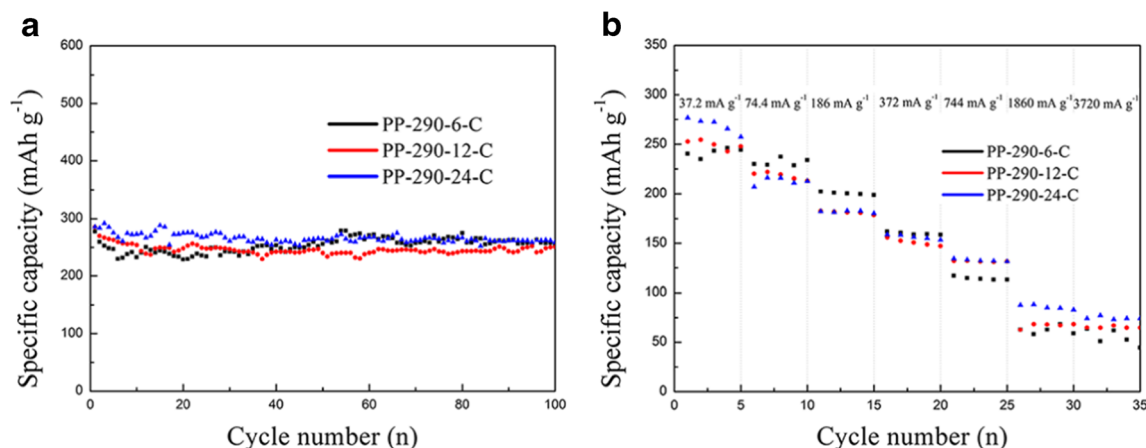 a
600
500
400
300
200
100
0
0 20 40 60 80 100
Specific capacity (mAh g-1)
Cycle number (n)
PP-290-6-C
PP-290-12-C
PP-290-24-C
b
350
300
250
200
150
100
50
0
0 5 10 15 20 25 30 35
Specific capacity (mAh g-1)
Cycle number (n)
37.2 mA g-1 74.4 mA g-1 186 mA g-1 372 mA g-1 744 mA g-1 1860 mA g-1 3720 mA g-1
PP-290-6-C
PP-290-12-C
PP-290-24-C